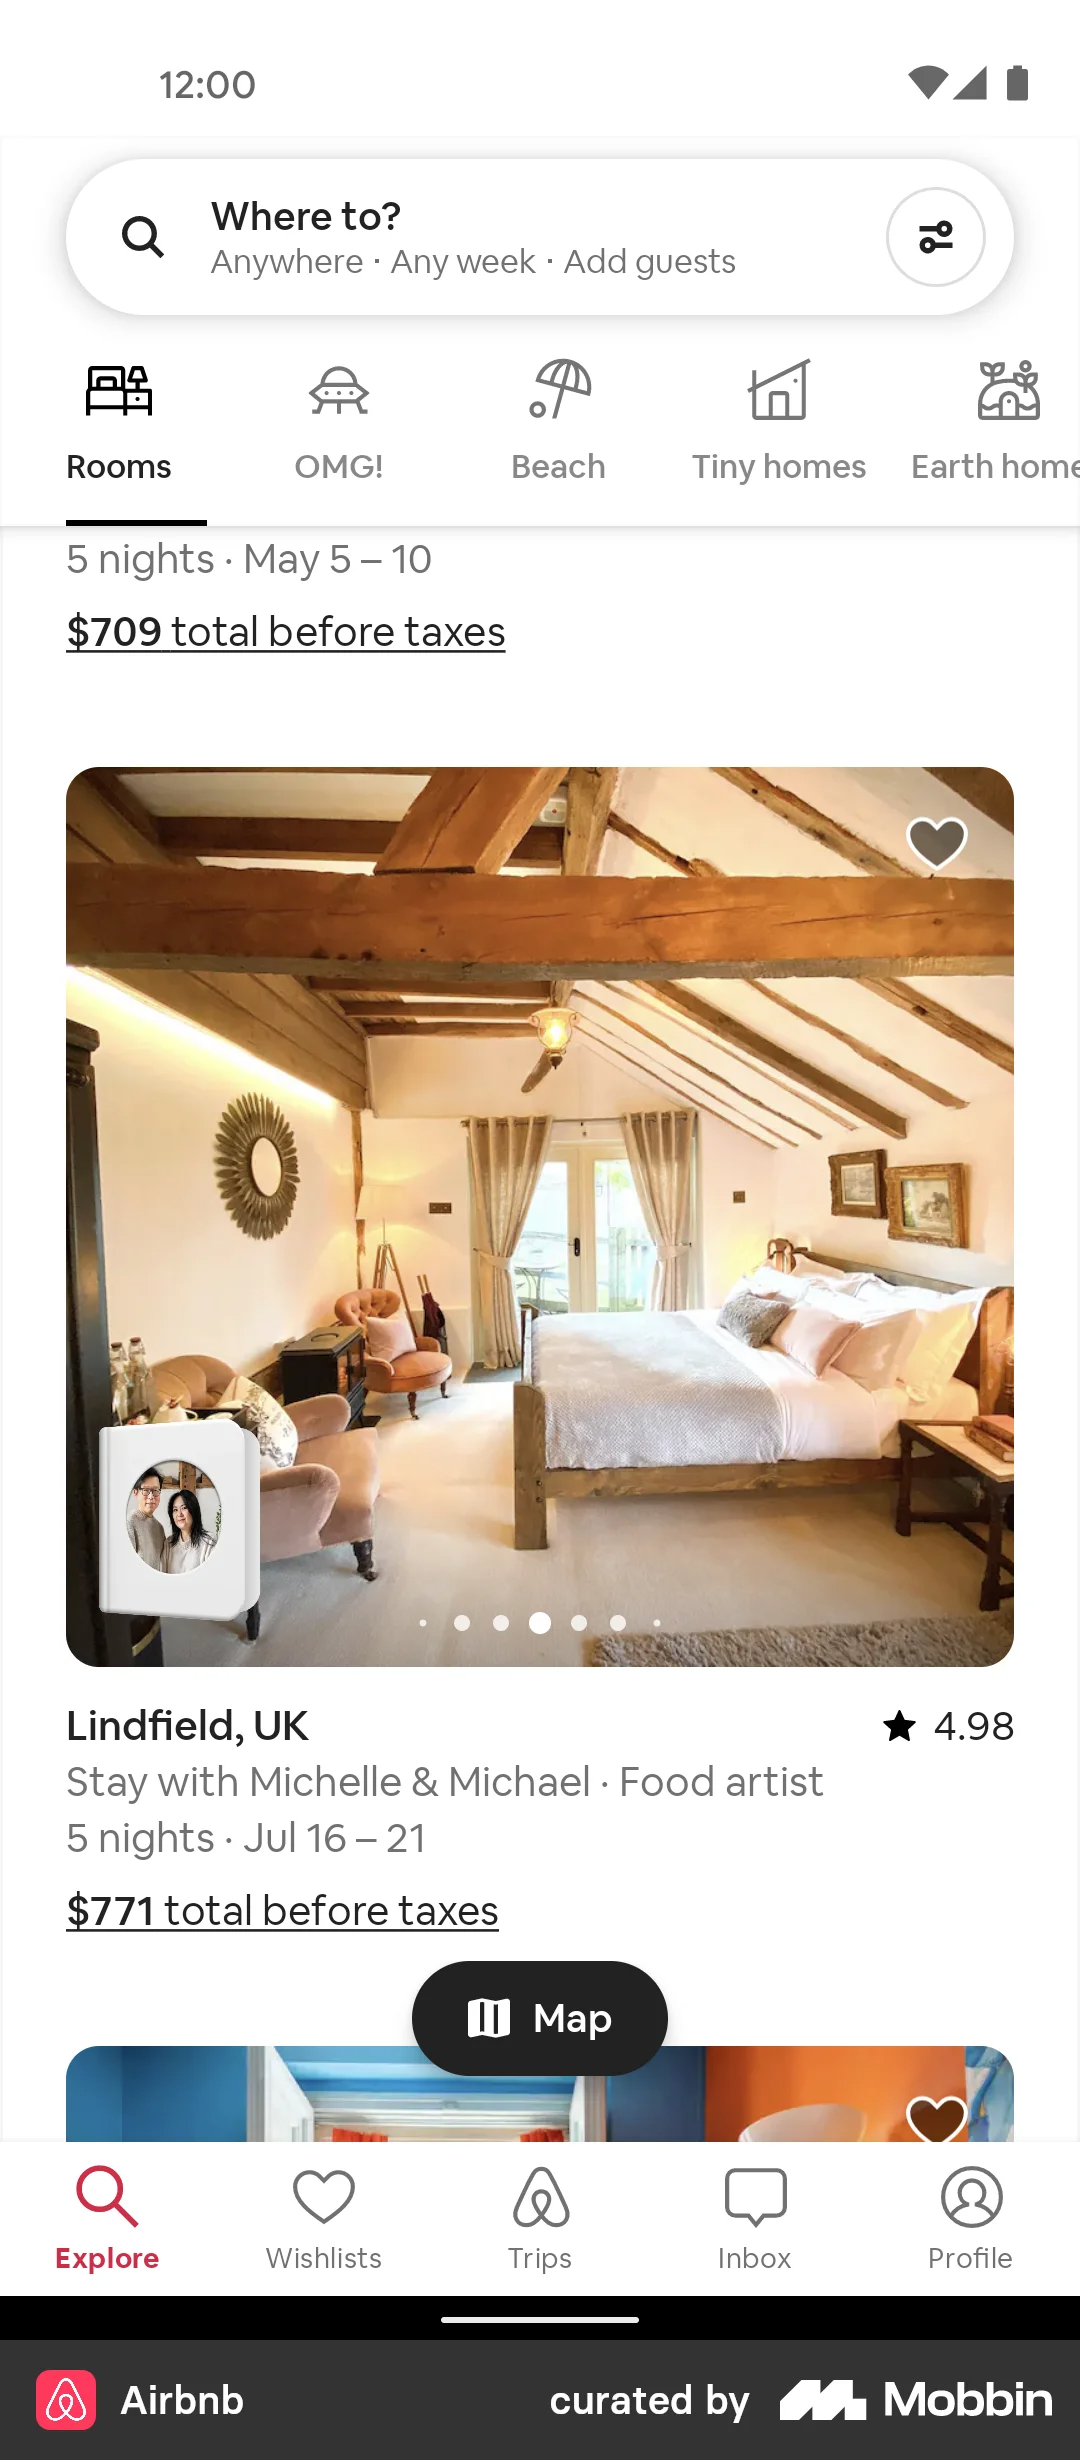 12:00
Where to?
Anywhere · Any week · Add guests
Rooms
OMG!
Beach
Tiny homes
Earth home
5 nights · May 5 – 10
$709 total before taxes
Lindfield, UK
4.98
Stay with Michelle & Michael · Food artist
5 nights · Jul 16 – 21
$771 total before taxes
Map
Explore
Wishlists
Trips
Inbox
Profile
Airbnb
curated by Mobbin